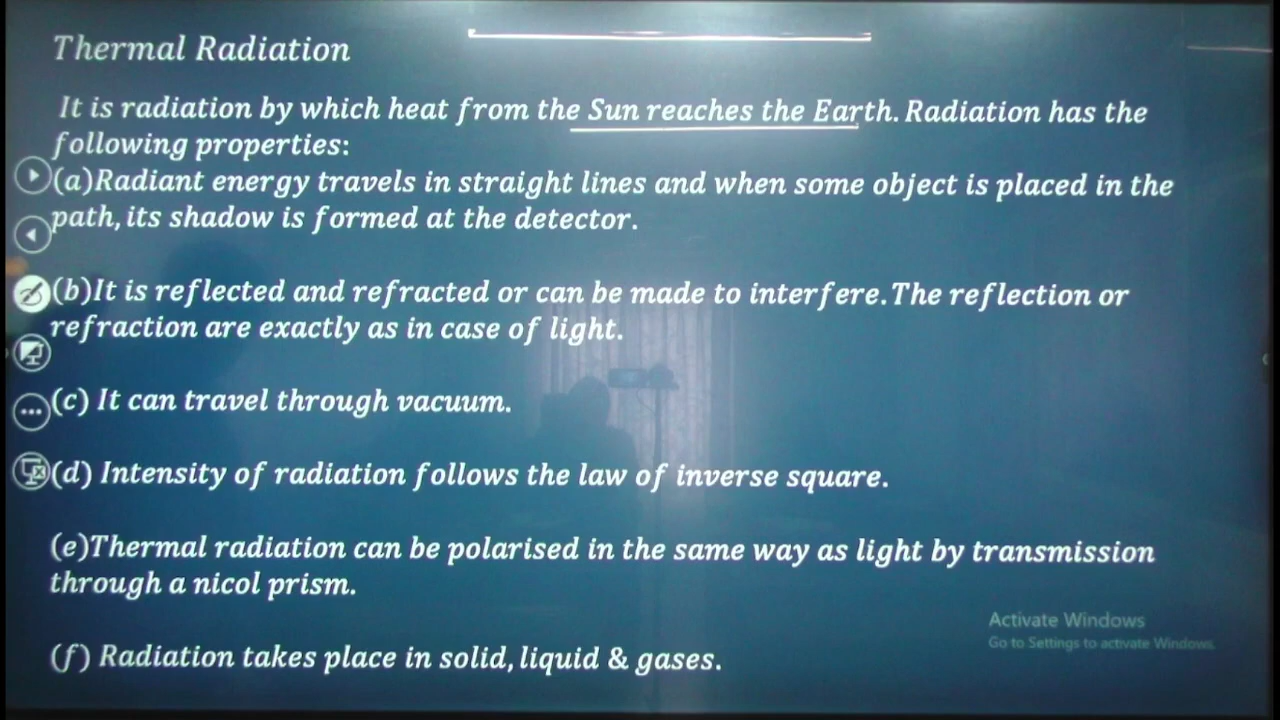 Thermal Radiation
It is radiation by which heat from the Sun reaches the Earth. Radiation has the
following properties:
(a)Radiant energy travels in straight lines and when some object is placed in the
path, its shadow is formed at the detector.
(b)It is reflected and refracted or can be made to interfere. The reflection or
refraction are exactly as in case of light.
(c) It can travel through vacuum.
(d) Intensity of radiation follows the law of inverse square.
(e)Thermal radiation can be polarised in the same way as light by transmission
through a nicol prism.
Activate Windows
Go to Settings to activate Windows.
(f) Radiation takes place in solid, liquid & gases.